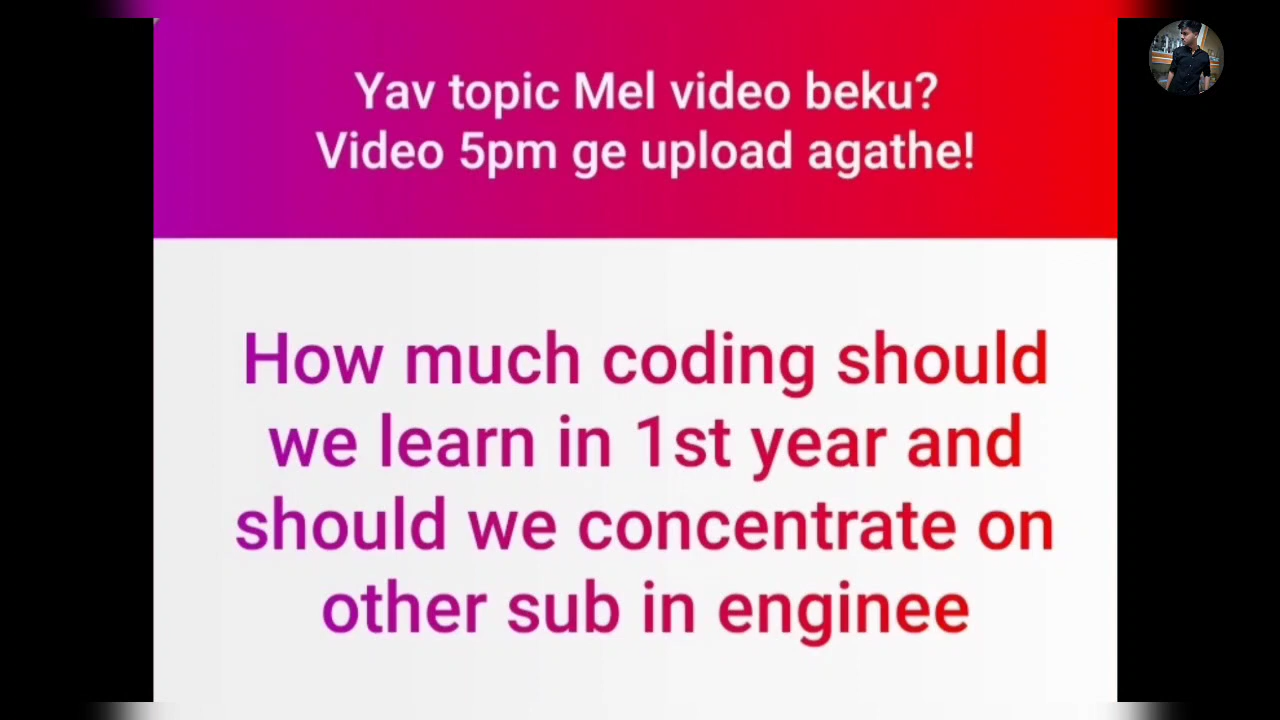 Yav topic Mel video beku?
Video 5pm ge upload agathe!
How much coding should
we learn in 1st year and
should we concentrate on
other sub in enginee